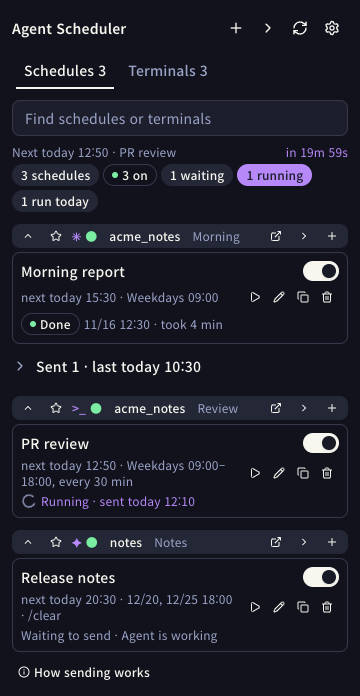 Agent Scheduler
Schedules 3
Terminals 3
Find schedules or terminals
Next today 12:50 · PR review
in 19m 59s
3 schedules
3 on
1 waiting
1 running
1 run today
acme_notes Morning
Morning report
next today 15:30 · Weekdays 09:00
Done 11/16 12:30 · took 4 min
Sent 1 · last today 10:30
>_ acme_notes Review
PR review
next today 12:50 · Weekdays 09:00–
18:00, every 30 min
Running · sent today 12:10
notes Notes
Release notes
next today 20:30 · 12/20, 12/25 18:00
· /clear
Waiting to send · Agent is working
How sending works